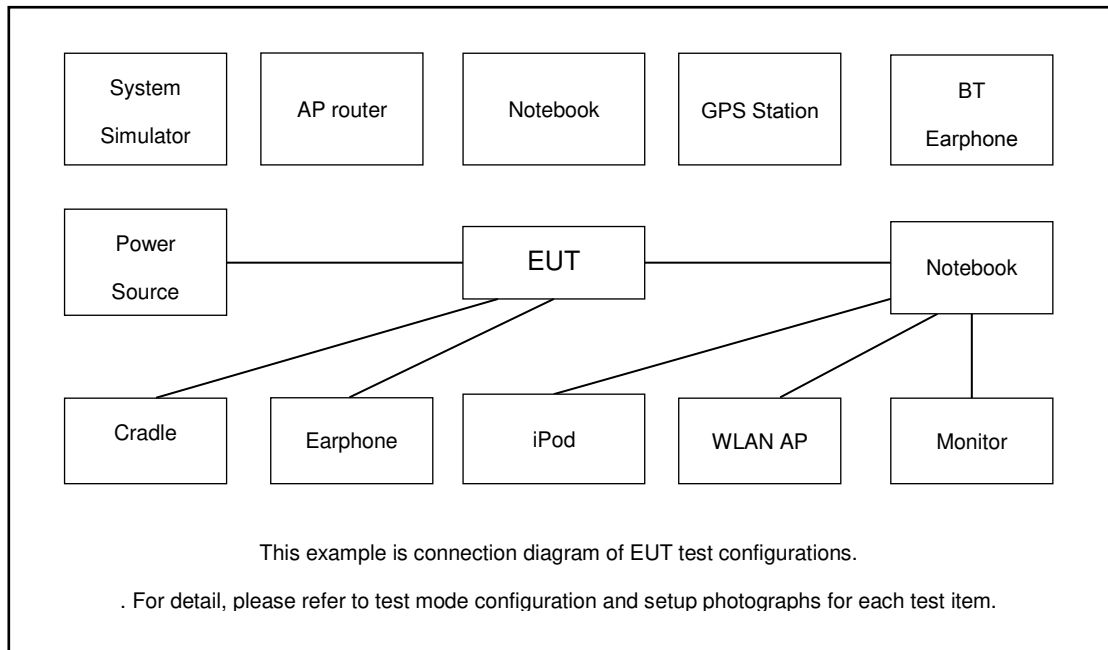 System
Simulator
AP router
Notebook
GPS Station
BT
Earphone
Power
Source
EUT
Notebook
Cradle
Earphone
iPod
WLAN AP
Monitor
This example is connection diagram of EUT test configurations.
. For detail, please refer to test mode configuration and setup photographs for each test item.